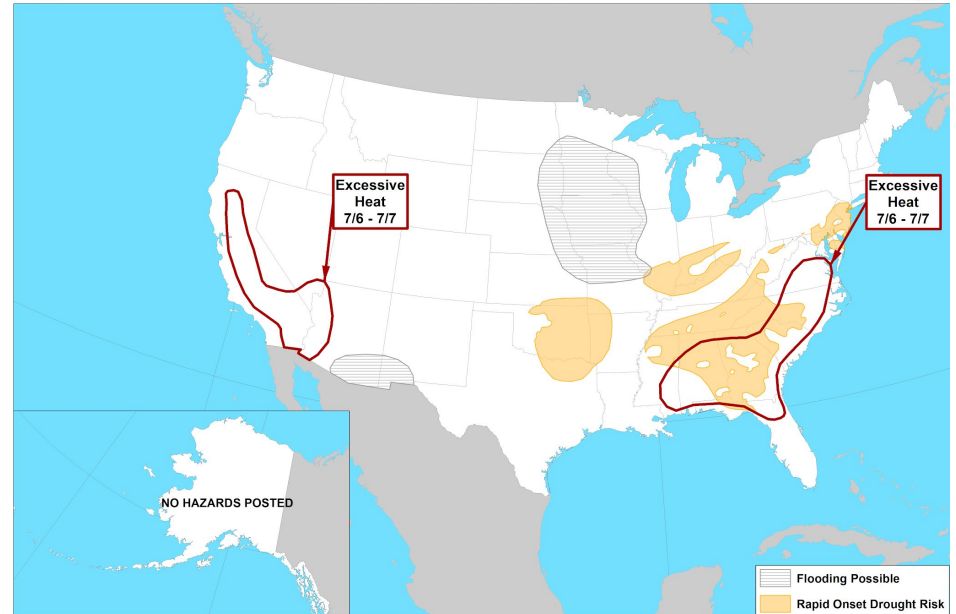 Excessive
Heat
7/6 - 7/7
Excessive
Heat
7/6 - 7/7
NO HAZARDS POSTED
Flooding Possible
Rapid Onset Drought Risk